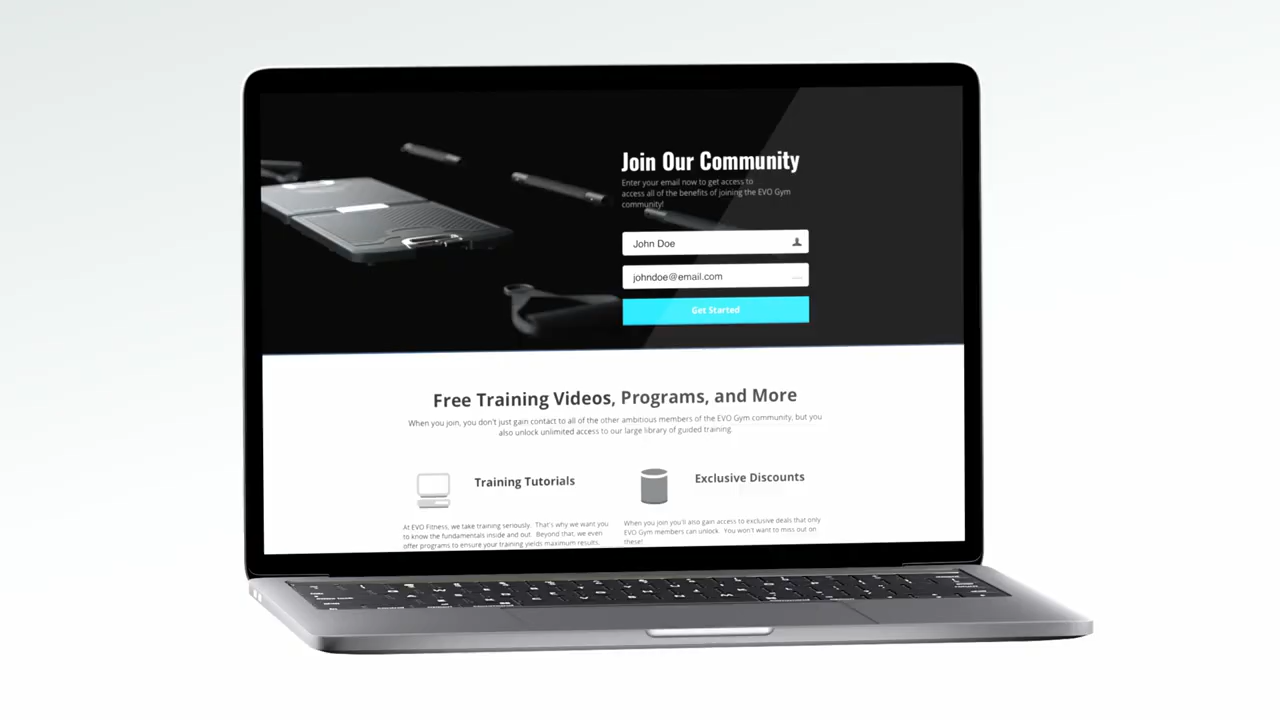 Join Our Community
Enter your email now to get access to
access all of the benefits of joining the EVO Gym
community!
John Doe
johndoe@email.com
Get Started
Free Training Videos, Programs, and More
When you join, you don't just gain contact to all of the other ambitious members of the EVO Gym community, but you
also unlock unlimited access to our large library of guided training.
Training Tutorials
Exclusive Discounts
At EVO Fitness, we take training seriously. That's why we want you
to know the fundamentals inside and out. Beyond that, we even
offer programs to ensure your training yields maximum results.
When you join you'll also gain access to exclusive deals that only
EVO Gym members can unlock. You won't want to miss out on
these!